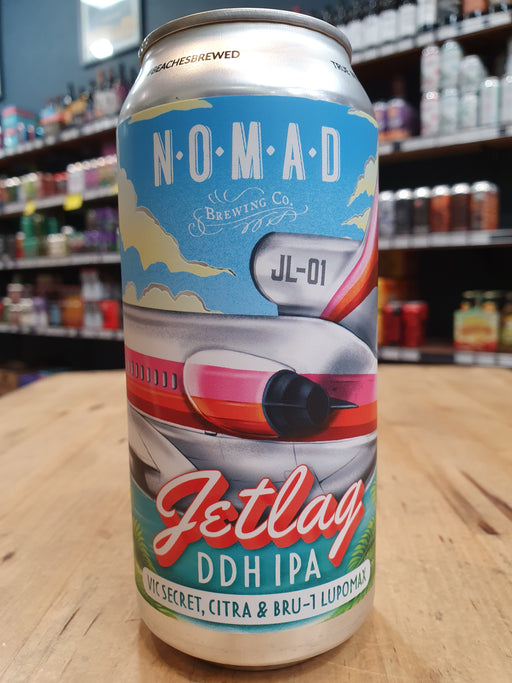 #BEACHESBREWED
N·O·M·A·D
BREWING CO.
JL-01
Jetlag
DDH IPA
VIC SECRET, CITRA & BRU-1 LUPOMAX